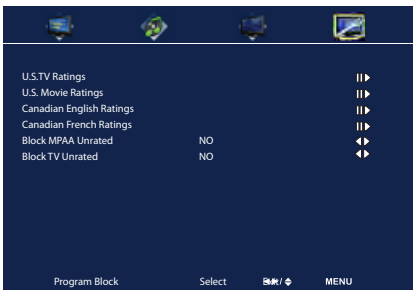 U.S.TV Ratings
U.S. Movie Ratings
Canadian English Ratings
Canadian French Ratings
Block MPAA Unrated NO
Block TV Unrated NO
Program Block Select MENU